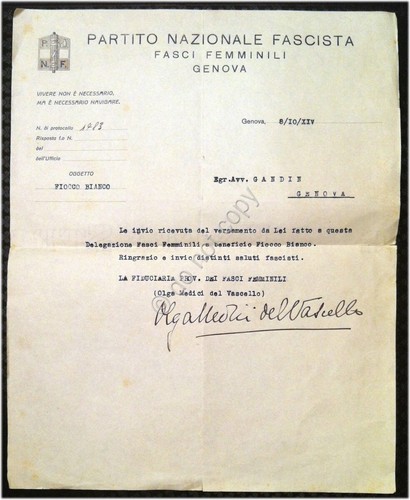 P N F
PARTITO NAZIONALE FASCISTA
FASCI FEMMINILI
GENOVA
VIVERE NON È NECESSARIO,
MA È NECESSARIO NAVIGARE.
N. di protocollo 1983
Risposta f.o N.
del
dell'Ufficio
Genova, 8/IO/XIV
OGGETTO
FIOCCO BIANCO
Egr.Avv. GANDIN
GENOVA
Le invio ricevuta del versamento da Lei fatto a questa
Delegazione Fasci Femminili a beneficio Fiocco Bianco.
Ringrazio e invio distinti saluti fascisti.
LA FIDUCIARIA PROV. DEI FASCI FEMMINILI
(Olga Medici del Vascello)
Olga Medici del Vascello